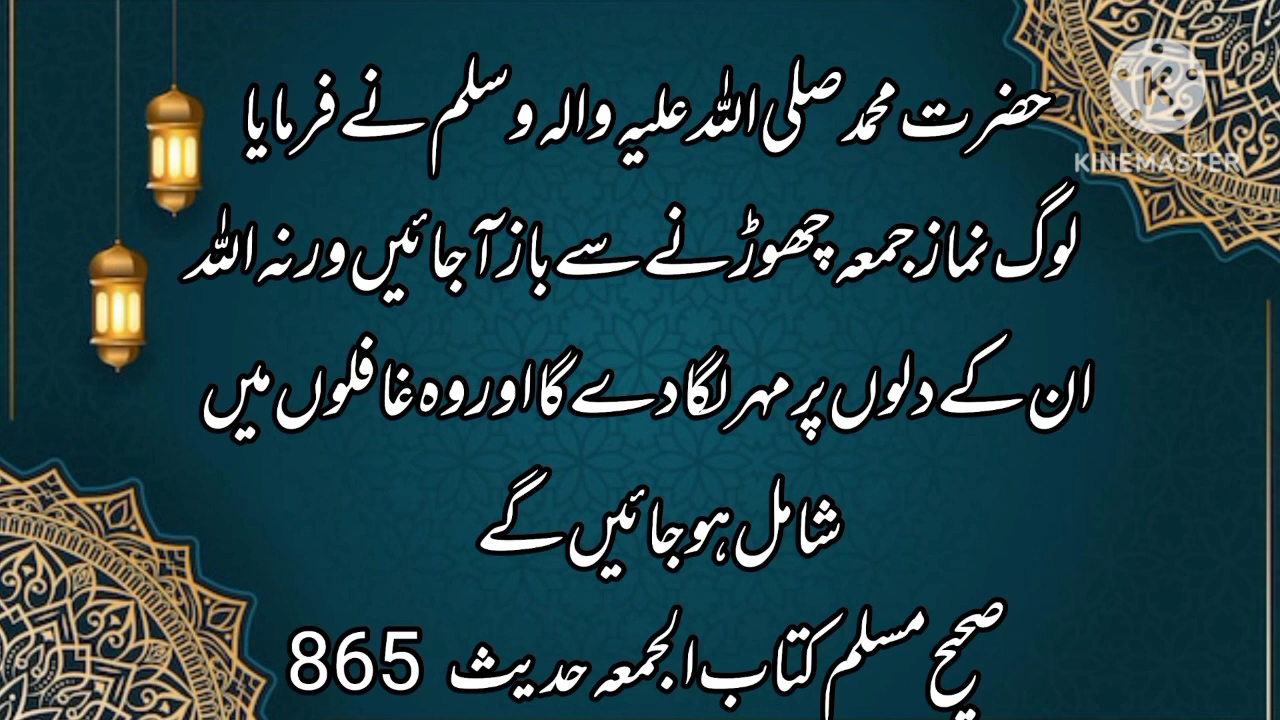 KINEMASTER
حضرت محمد صلی اللہ علیہ والہ وسلم نے فرمایا
لوگ نماز جمعہ چھوڑنے سے باز آجائیں ورنہ اللہ
ان کے دلوں پر مہر لگا دے گا اور وہ غافلوں میں
شامل ہو جائیں گے
صحیح مسلم کتاب الجمعہ حدیث 865